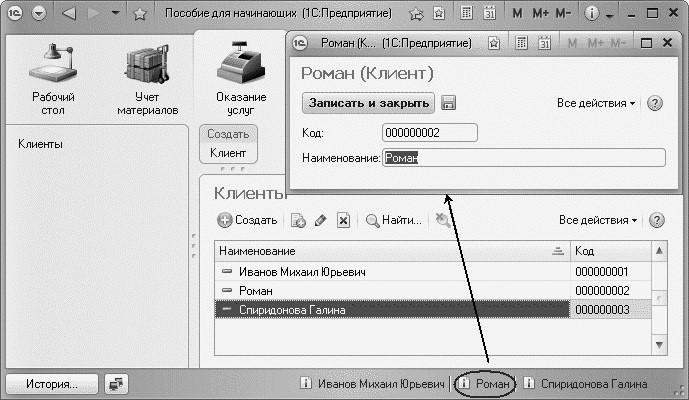 Пособие для начинающих (1С:Предприятие)
M M+ M-
Рабочий
стол
Учет
материалов
Оказание
услуг
Роман (К... (1С:Предприятие)
M M+ M-
Роман (Клиент)
Записать и закрыть
Все действия
Код:
000000002
Наименование:
Роман
Клиенты
Создать
Клиент
Клиенты
Создать
Найти...
Все действия
Наименование
Код
Иванов Михаил Юрьевич
000000001
Роман
000000002
Спиридонова Галина
000000003
История...
Иванов Михаил Юрьевич
Роман
Спиридонова Галина